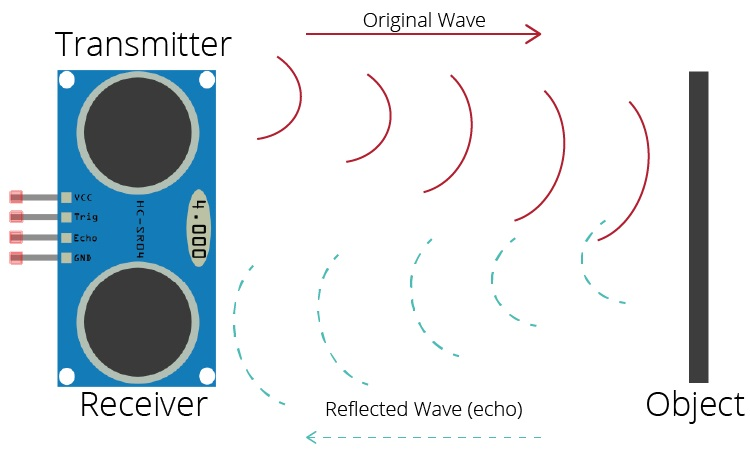 Original Wave
Transmitter
VCC
Trig
Echo
GND
HC-SR04
4.000
Receiver
Reflected Wave (echo)
Object